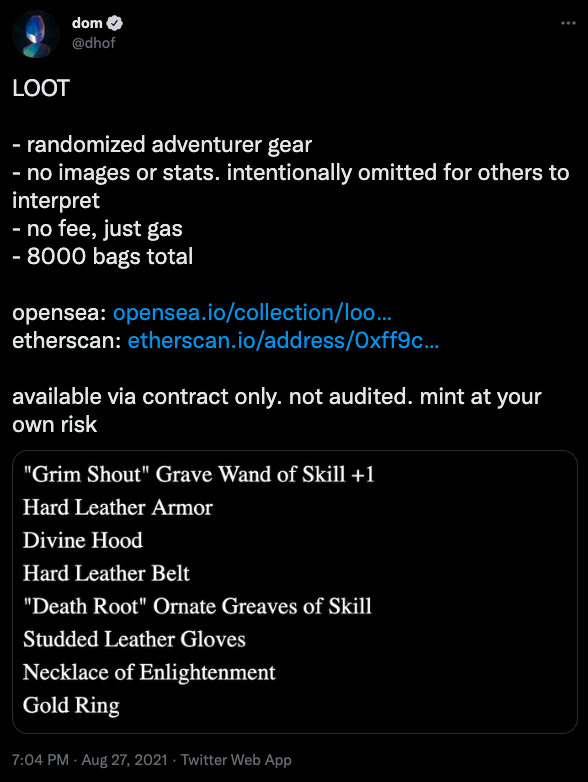 dom
@dhof
LOOT
- randomized adventurer gear
- no images or stats. intentionally omitted for others to
interpret
- no fee, just gas
- 8000 bags total
opensea: opensea.io/collection/loo...
etherscan: etherscan.io/address/0xff9c...
available via contract only. not audited. mint at your
own risk
"Grim Shout" Grave Wand of Skill +1
Hard Leather Armor
Divine Hood
Hard Leather Belt
"Death Root" Ornate Greaves of Skill
Studded Leather Gloves
Necklace of Enlightenment
Gold Ring
7:04 PM · Aug 27, 2021 · Twitter Web App